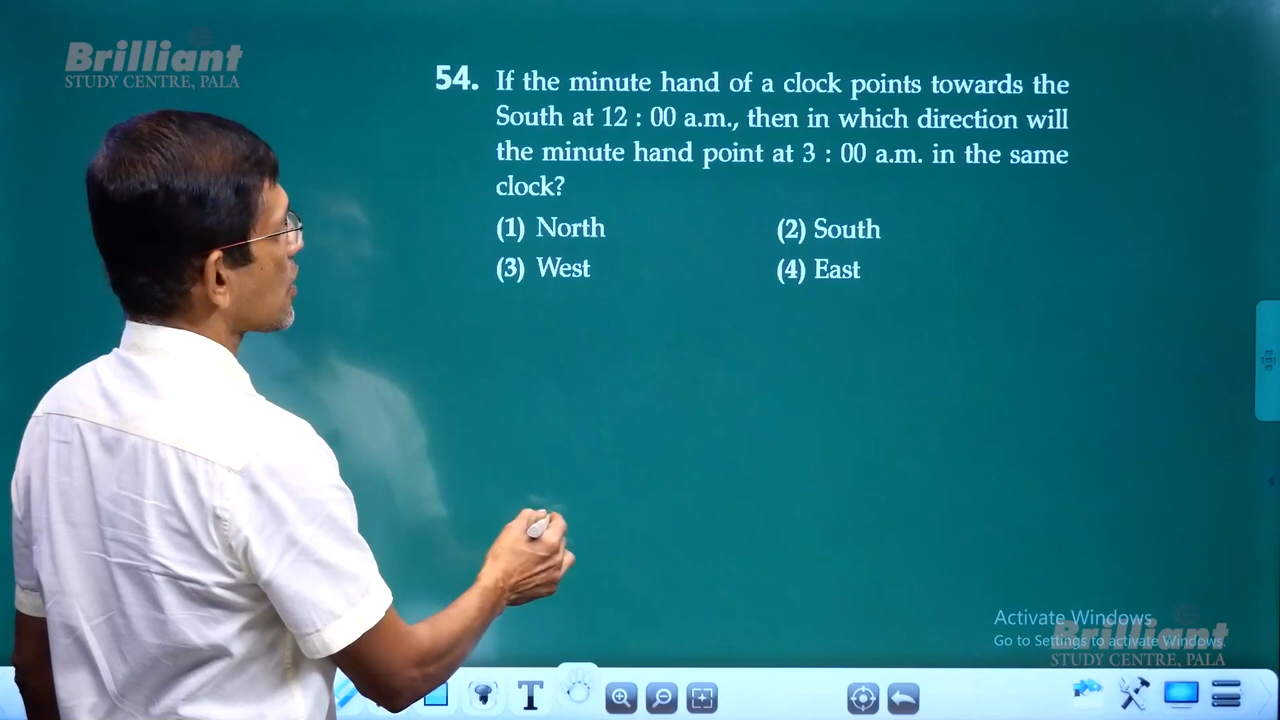 Brilliant
STUDY CENTRE, PALA
54. If the minute hand of a clock points towards the
South at 12 : 00 a.m., then in which direction will
the minute hand point at 3 : 00 a.m. in the same
clock?
(1) North (2) South
(3) West (4) East
Activate Windows
Go to Settings to activate Windows.
Brilliant
STUDY CENTRE, PALA
T